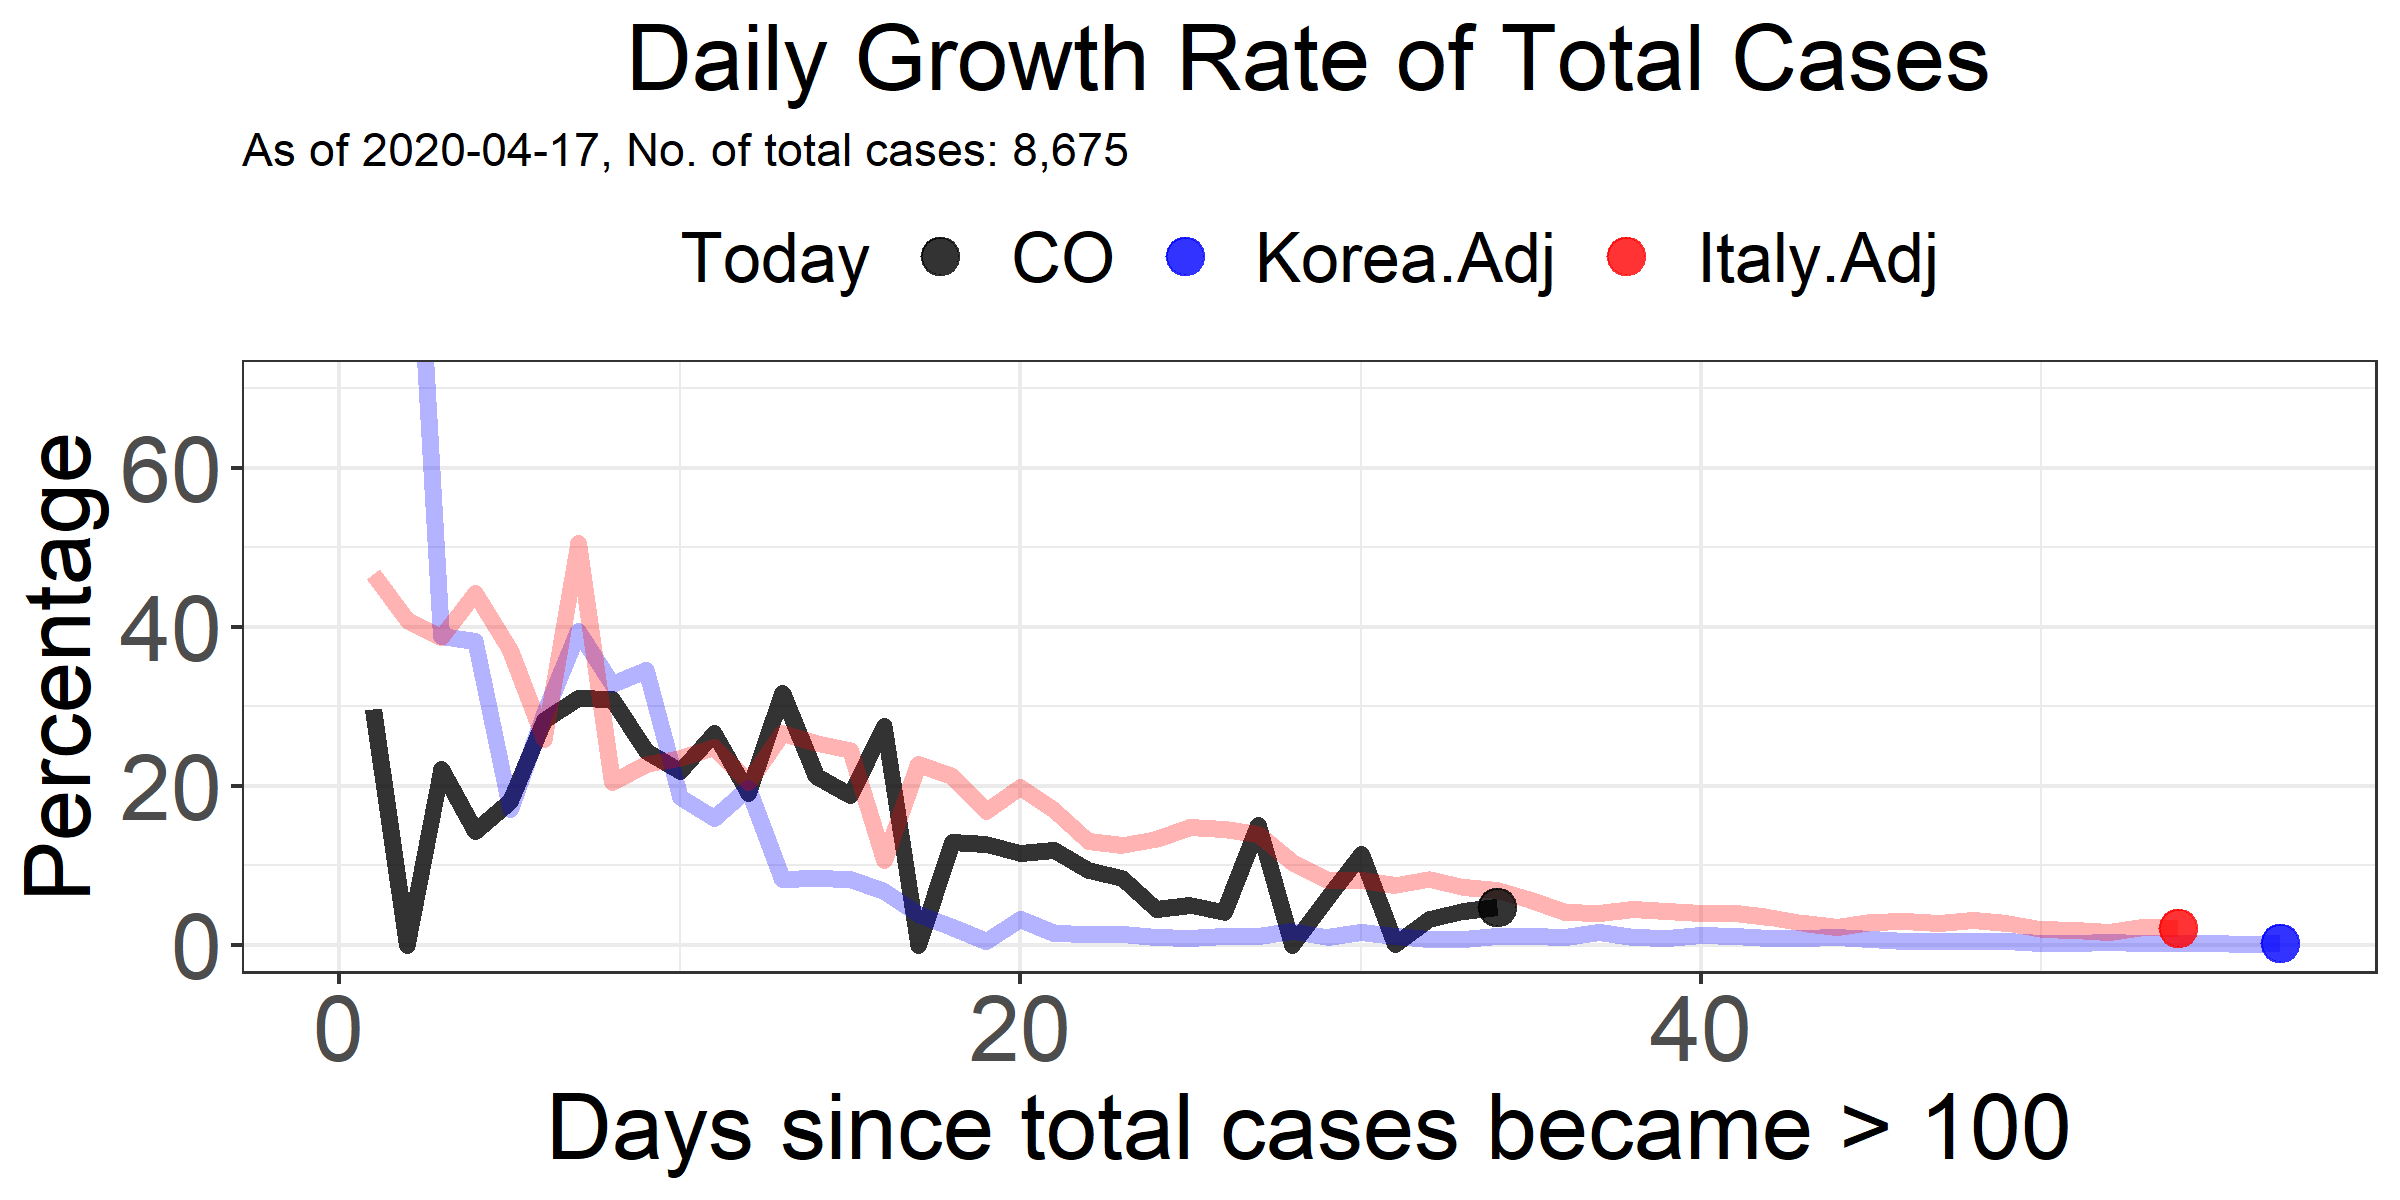 Daily Growth Rate of Total Cases
As of 2020-04-17, No. of total cases: 8,675
Today CO Korea.Adj Italy.Adj
Percentage
60
40
20
0
0 20 40
Days since total cases became > 100